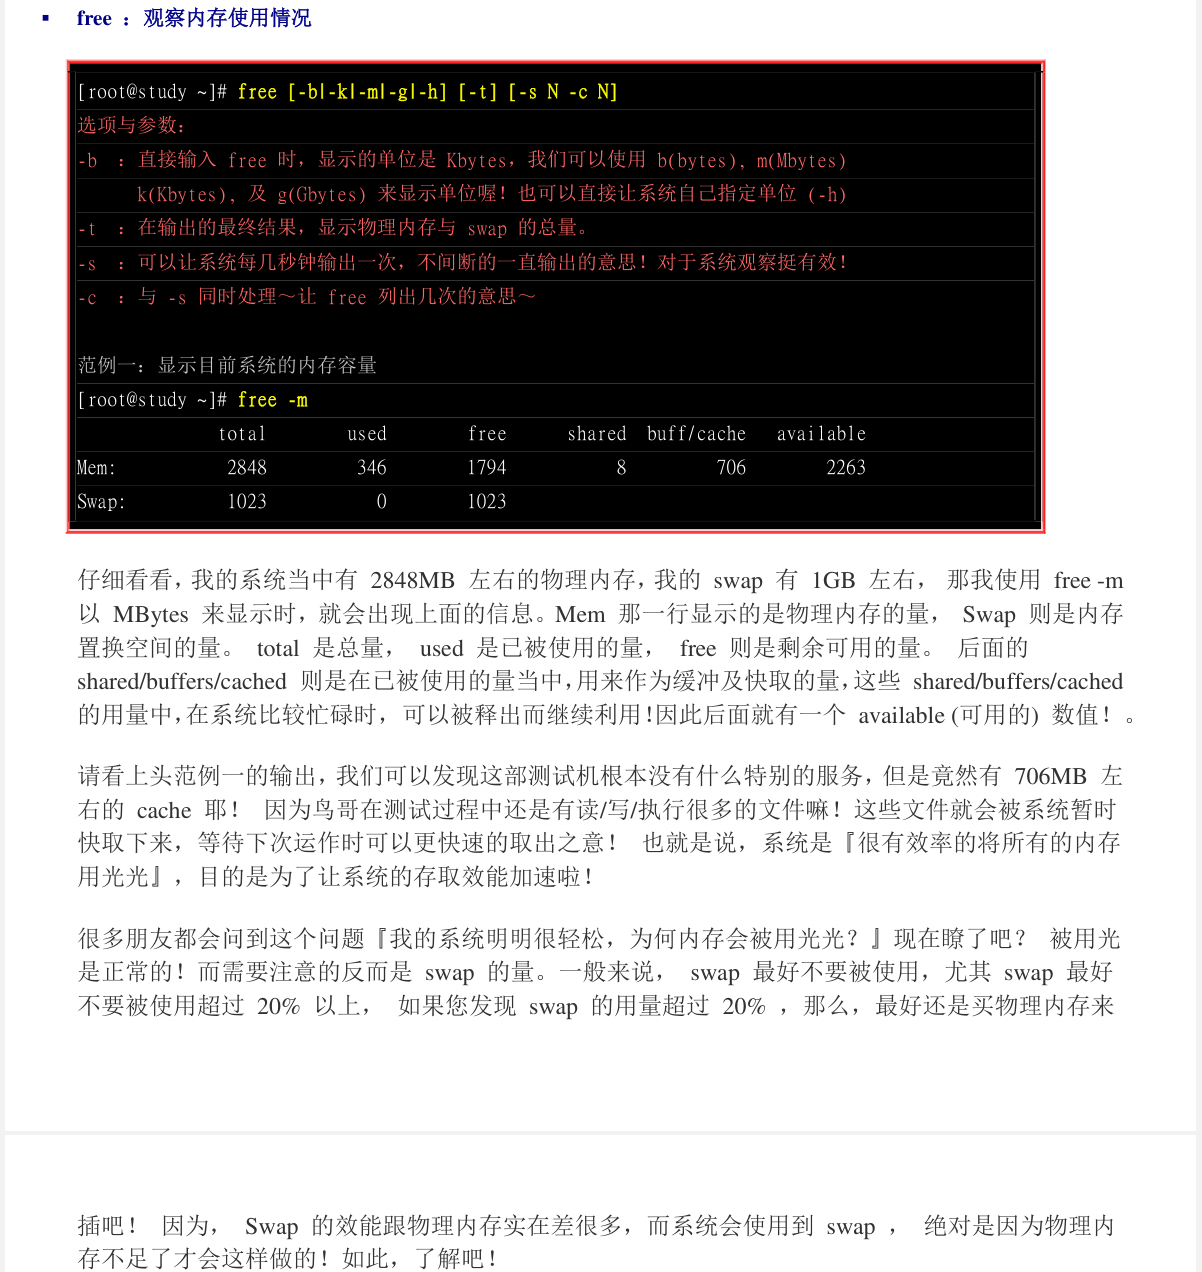 ▪ free ：观察内存使用情况
[root@study ~]# free [-b|-k|-m|-g|-h] [-t] [-s N -c N]
选项与参数：
-b ：直接输入 free 时，显示的单位是 Kbytes，我们可以使用 b(bytes), m(Mbytes)
k(Kbytes), 及 g(Gbytes) 来显示单位喔！也可以直接让系统自己指定单位 (-h)
-t ：在输出的最终结果，显示物理内存与 swap 的总量。
-s ：可以让系统每几秒钟输出一次，不间断的一直输出的意思！对于系统观察挺有效！
-c ：与 -s 同时处理～让 free 列出几次的意思～
范例一：显示目前系统的内存容量
[root@study ~]# free -m
total used free shared buff/cache available
Mem: 2848 346 1794 8 706 2263
Swap: 1023 0 1023
仔细看看，我的系统当中有 2848MB 左右的物理内存，我的 swap 有 1GB 左右， 那我使用 free -m
以 MBytes 来显示时，就会出现上面的信息。Mem 那一行显示的是物理内存的量， Swap 则是内存
置换空间的量。 total 是总量， used 是已被使用的量， free 则是剩余可用的量。 后面的
shared/buffers/cached 则是在已被使用的量当中，用来作为缓冲及快取的量，这些 shared/buffers/cached
的用量中，在系统比较忙碌时，可以被释出而继续利用！因此后面就有一个 available (可用的) 数值！。
请看上头范例一的输出，我们可以发现这部测试机根本没有什么特别的服务，但是竟然有 706MB 左
右的 cache 耶！ 因为鸟哥在测试过程中还是有读/写/执行很多的文件嘛！这些文件就会被系统暂时
快取下来，等待下次运作时可以更快速的取出之意！ 也就是说，系统是『很有效率的将所有的内存
用光光』，目的是为了让系统的存取效能加速啦！
很多朋友都会问到这个问题『我的系统明明很轻松，为何内存会被用光光？』现在瞭了吧？ 被用光
是正常的！而需要注意的反而是 swap 的量。一般来说， swap 最好不要被使用，尤其 swap 最好
不要被使用超过 20% 以上， 如果您发现 swap 的用量超过 20% ，那么，最好还是买物理内存来
插吧！ 因为， Swap 的效能跟物理内存实在差很多，而系统会使用到 swap ， 绝对是因为物理内
存不足了才会这样做的！如此，了解吧！